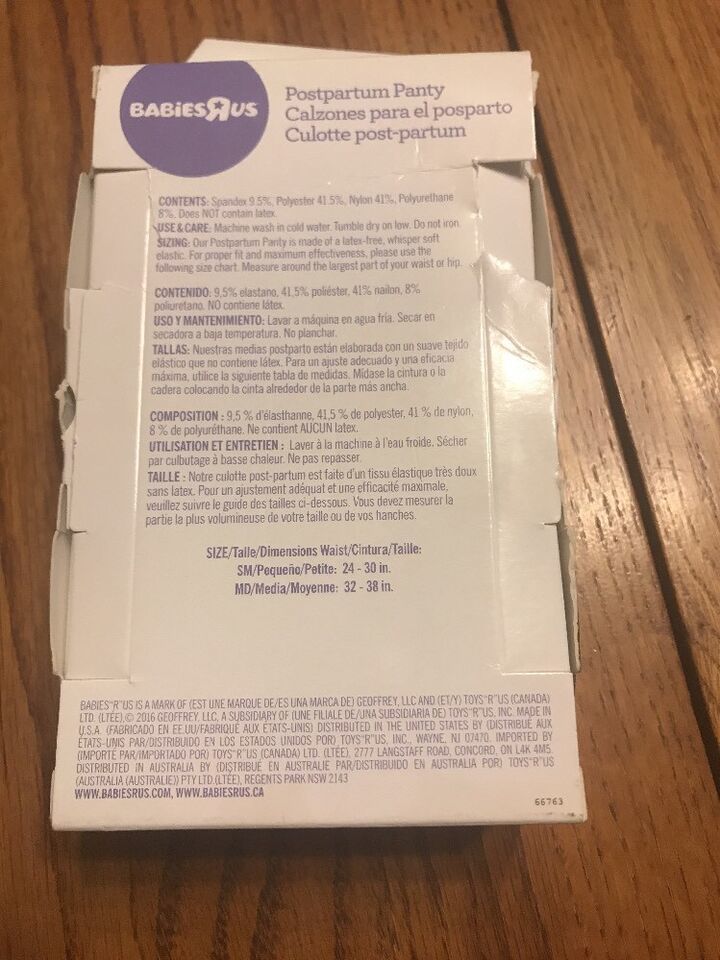 BABIESRUS
Postpartum Panty
Calzones para el posparto
Culotte post-partum
CONTENTS: Spandex 9.5%, Polyester 41.5%, Nylon 41%, Polyurethane
8%. Does NOT contain latex.
USE & CARE: Machine wash in cold water. Tumble dry on low. Do not iron.
SIZING: Our Postpartum Panty is made of a latex-free, whisper soft
elastic. For proper fit and maximum effectiveness, please use the
following size chart. Measure around the largest part of your waist or hip.
CONTENIDO: 9,5% elastano, 41,5% poliéster, 41% nailon, 8%
poliuretano. NO contiene látex.
USO Y MANTENIMIENTO: Lavar a máquina en agua fría. Secar en
secadora a baja temperatura. No planchar.
TALLAS: Nuestras medias postparto están elaborada con un suave tejido
elástico que no contiene látex. Para un ajuste adecuado y una eficacia
máxima, utilice la siguiente tabla de medidas. Mídase la cintura o la
cadera colocando la cinta alrededor de la parte más ancha.
COMPOSITION : 9,5 % d'élasthanne, 41,5 % de polyester, 41 % de nylon,
8 % de polyuréthane. Ne contient AUCUN latex.
UTILISATION ET ENTRETIEN : Laver à la machine à l'eau froide. Sécher
par culbutage à basse chaleur. Ne pas repasser.
TAILLE : Notre culotte post-partum est faite d'un tissu élastique très doux
sans latex. Pour un ajustement adéquat et une efficacité maximale,
veuillez suivre le guide des tailles ci-dessous. Vous devez mesurer la
partie la plus volumineuse de votre taille ou de vos hanches.
SIZE/Talle/Dimensions Waist/Cintura/Taille:
SM/Pequeño/Petite: 24 - 30 in.
MD/Media/Moyenne: 32 - 38 in.
BABIES"R"US IS A MARK OF (EST UNE MARQUE DE/ES UNA MARCA DE) GEOFFREY, LLC AND (ET/Y) TOYS"R"US (CANADA)
LTD. (LTÉE),© 2016 GEOFFREY, LLC, A SUBSIDIARY OF (UNE FILIALE DE/UNA SUBSIDIARIA DE) TOYS"R"US, INC. MADE IN
U.S.A. (FABRICADO EN EE.UU/FABRIQUÉ AUX ETATS-UNIS) DISTRIBUTED IN THE UNITED STATES BY (DISTRIBUÉ AUX
ÉTATS-UNIS PAR/DISTRIBUIDO EN LOS ESTADOS UNIDOS POR) TOYS"R"US, INC., WAYNE, NJ 07470. IMPORTED BY
(IMPORTÉ PAR/IMPORTADO POR) TOYS"R"US (CANADA) LTD. (LTÉE), 2777 LANGSTAFF ROAD, CONCORD, ON L4K 4M5.
DISTRIBUTED IN AUSTRALIA BY (DISTRIBUÉ EN AUSTRALIE PAR/DISTRIBUIDO EN AUSTRALIA POR) TOYS"R"US
(AUSTRALIA (AUSTRALIE)) PTY LTD.(LTÉE), REGENTS PARK NSW 2143
WWW.BABIESRUS.COM, WWW.BABIESRUS.CA
66763